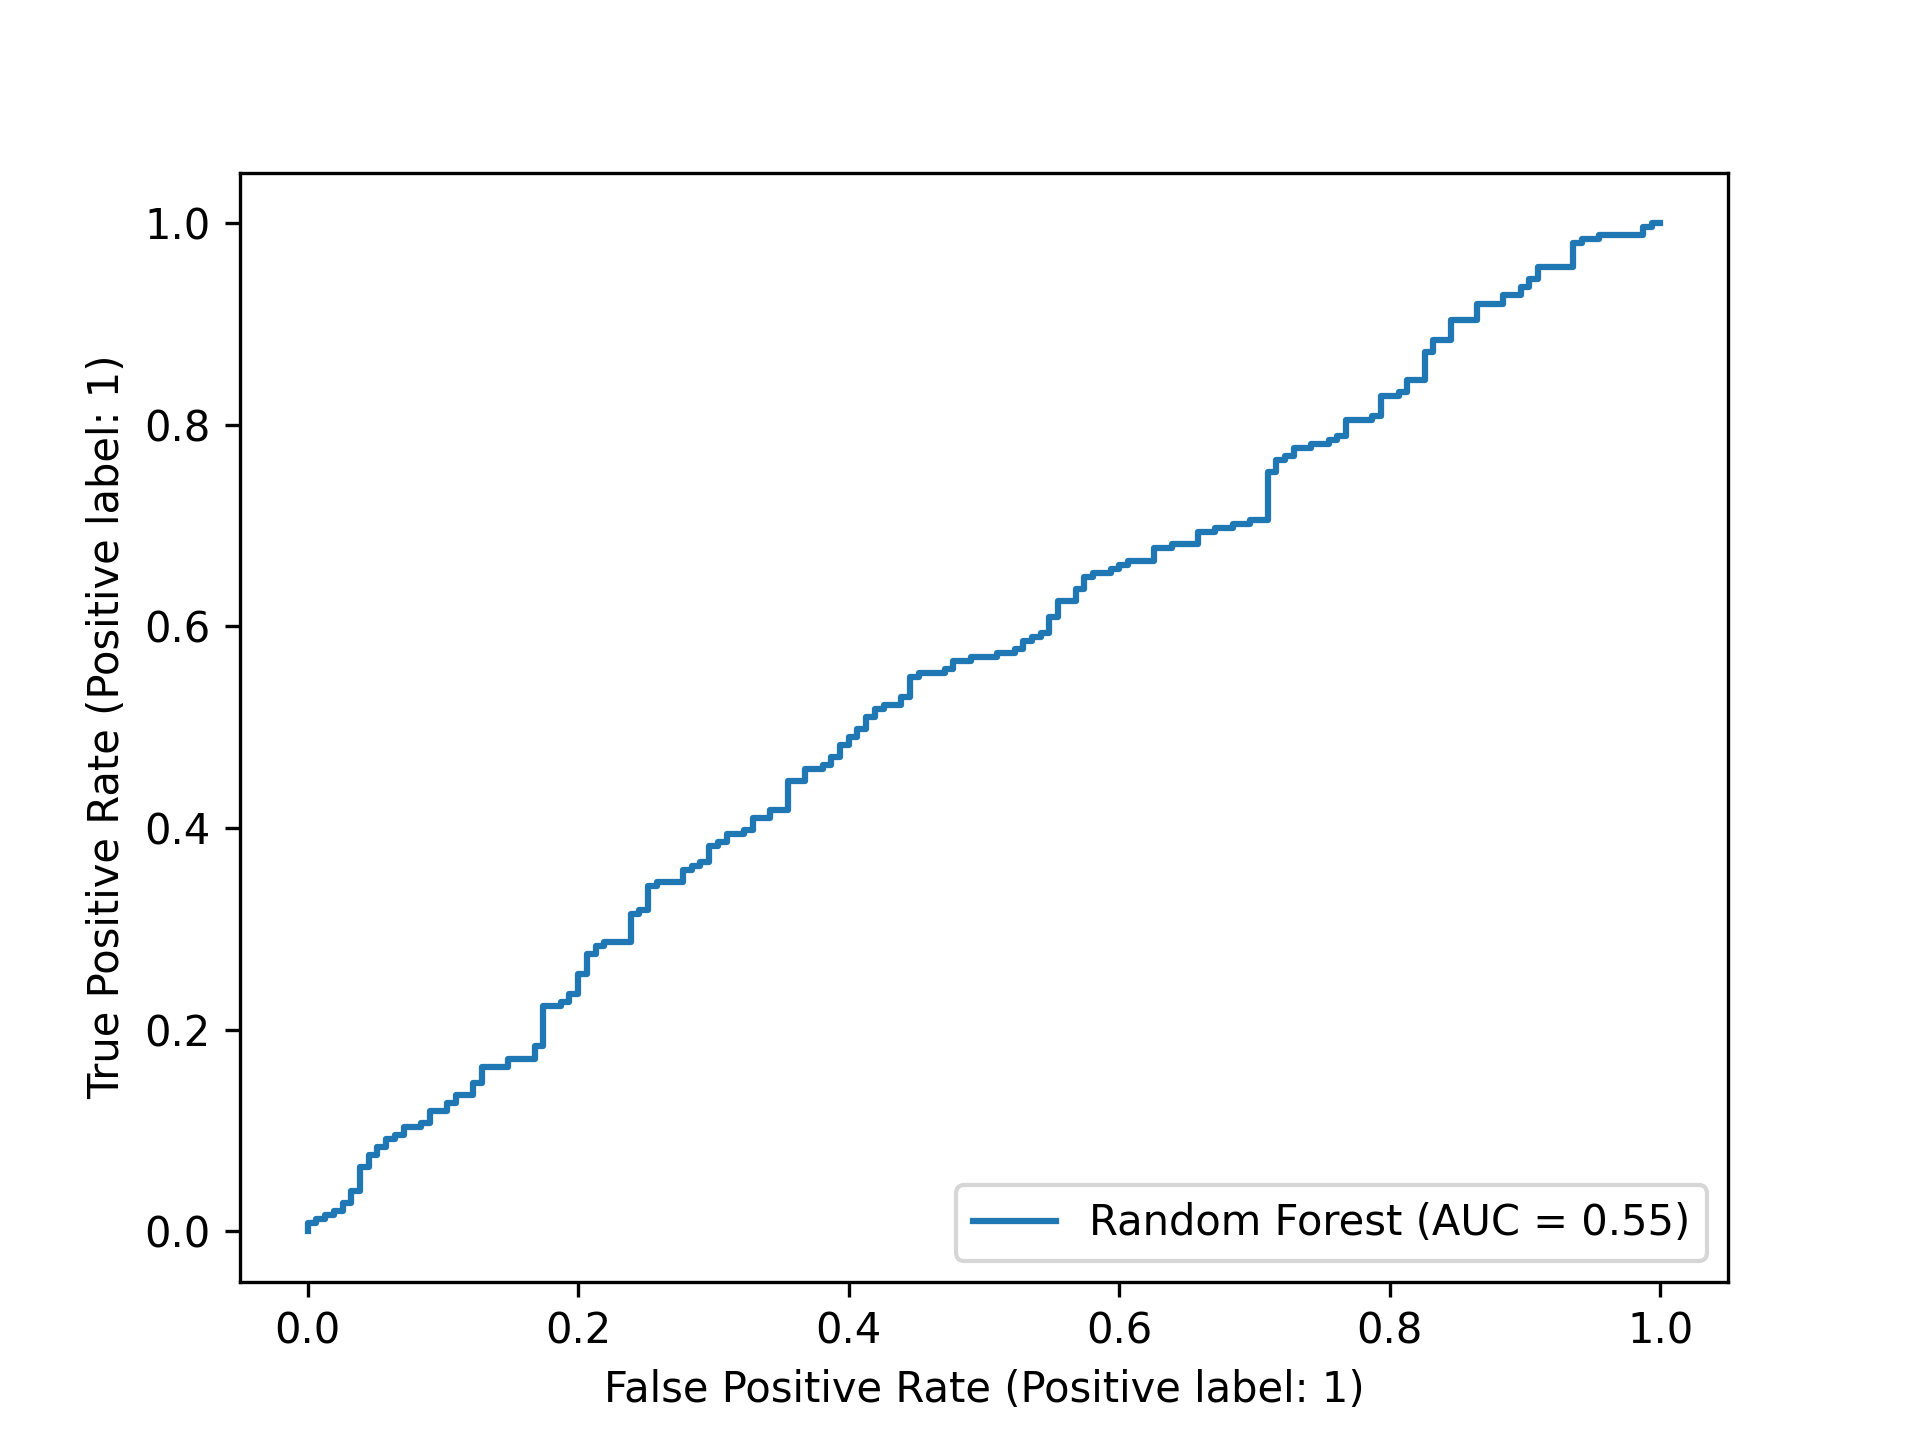 1.0
0.8
0.6
0.4
0.2
0.0
True Positive Rate (Positive label: 1)
Random Forest (AUC = 0.55)
0.0 0.2 0.4 0.6 0.8 1.0
False Positive Rate (Positive label: 1)